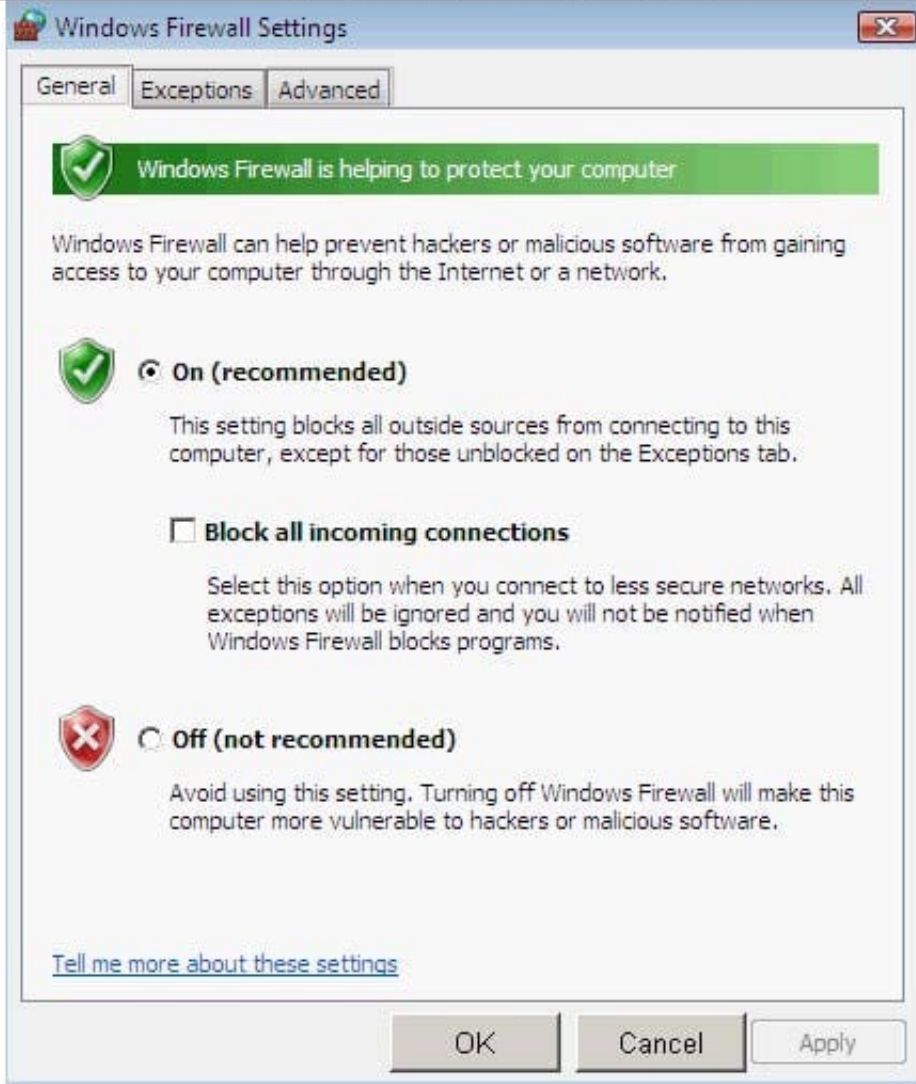 Windows Firewall Settings
General Exceptions Advanced
Windows Firewall is helping to protect your computer
Windows Firewall can help prevent hackers or malicious software from gaining
access to your computer through the Internet or a network.
On (recommended)
This setting blocks all outside sources from connecting to this
computer, except for those unblocked on the Exceptions tab.
Block all incoming connections
Select this option when you connect to less secure networks. All
exceptions will be ignored and you will not be notified when
Windows Firewall blocks programs.
Off (not recommended)
Avoid using this setting. Turning off Windows Firewall will make this
computer more vulnerable to hackers or malicious software.
Tell me more about these settings
OK Cancel Apply